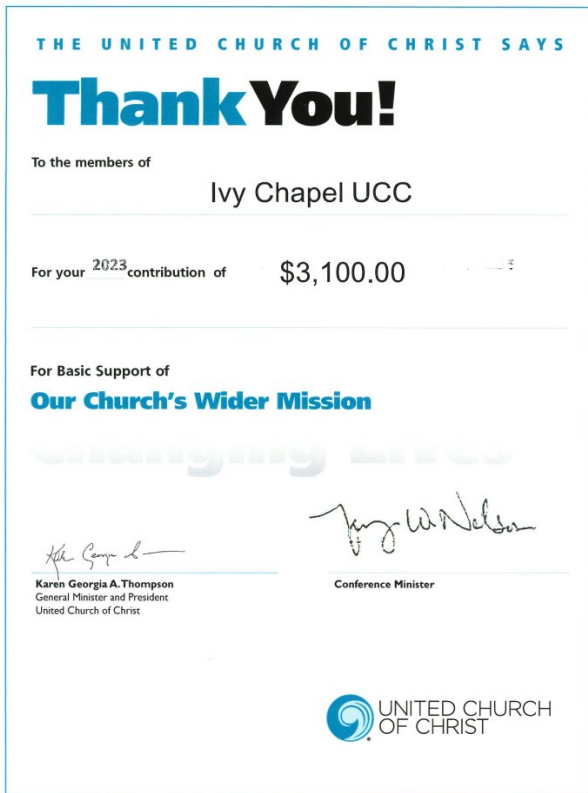 THE UNITED CHURCH OF CHRIST SAYS
Thank You!
To the members of
Ivy Chapel UCC
For your 2023 contribution of $3,100.00
For Basic Support of
Our Church's Wider Mission
Changing Lives
Karen Georgia A. Thompson
General Minister and President
United Church of Christ
Conference Minister
UNITED CHURCH
OF CHRIST